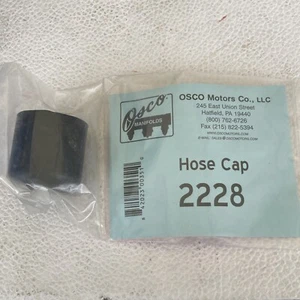 Osco
MANIFOLDS
OSCO Motors Co., LLC
245 East Union Street
Hatfield, PA 19440
(800) 762-6726
Fax (215) 822-5394
Hose Cap
2228